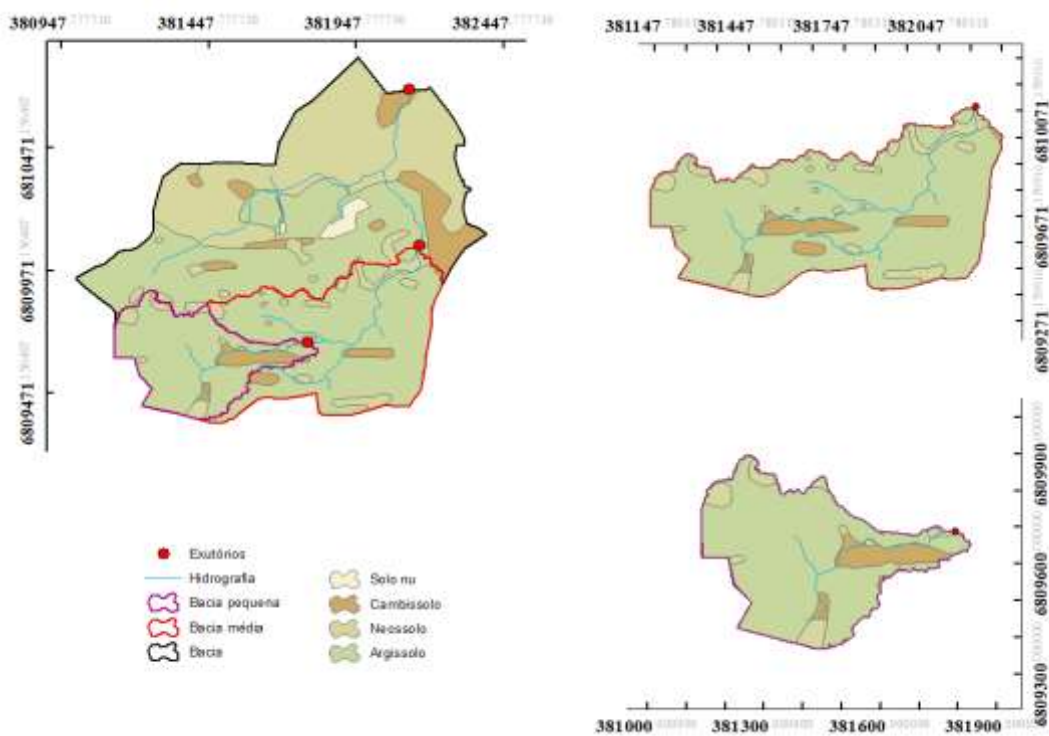 380947 381447 381947 382447
6810471
6809971
6809471
381147 381447 381747 382047
6810071
6809671
6809271
6809900
6809600
6809300
381000 381300 381600 381900
Exutórios
Hidrografia
Bacia pequena
Bacia média
Bacia
Solo nu
Cambissolo
Neossolo
Argissolo